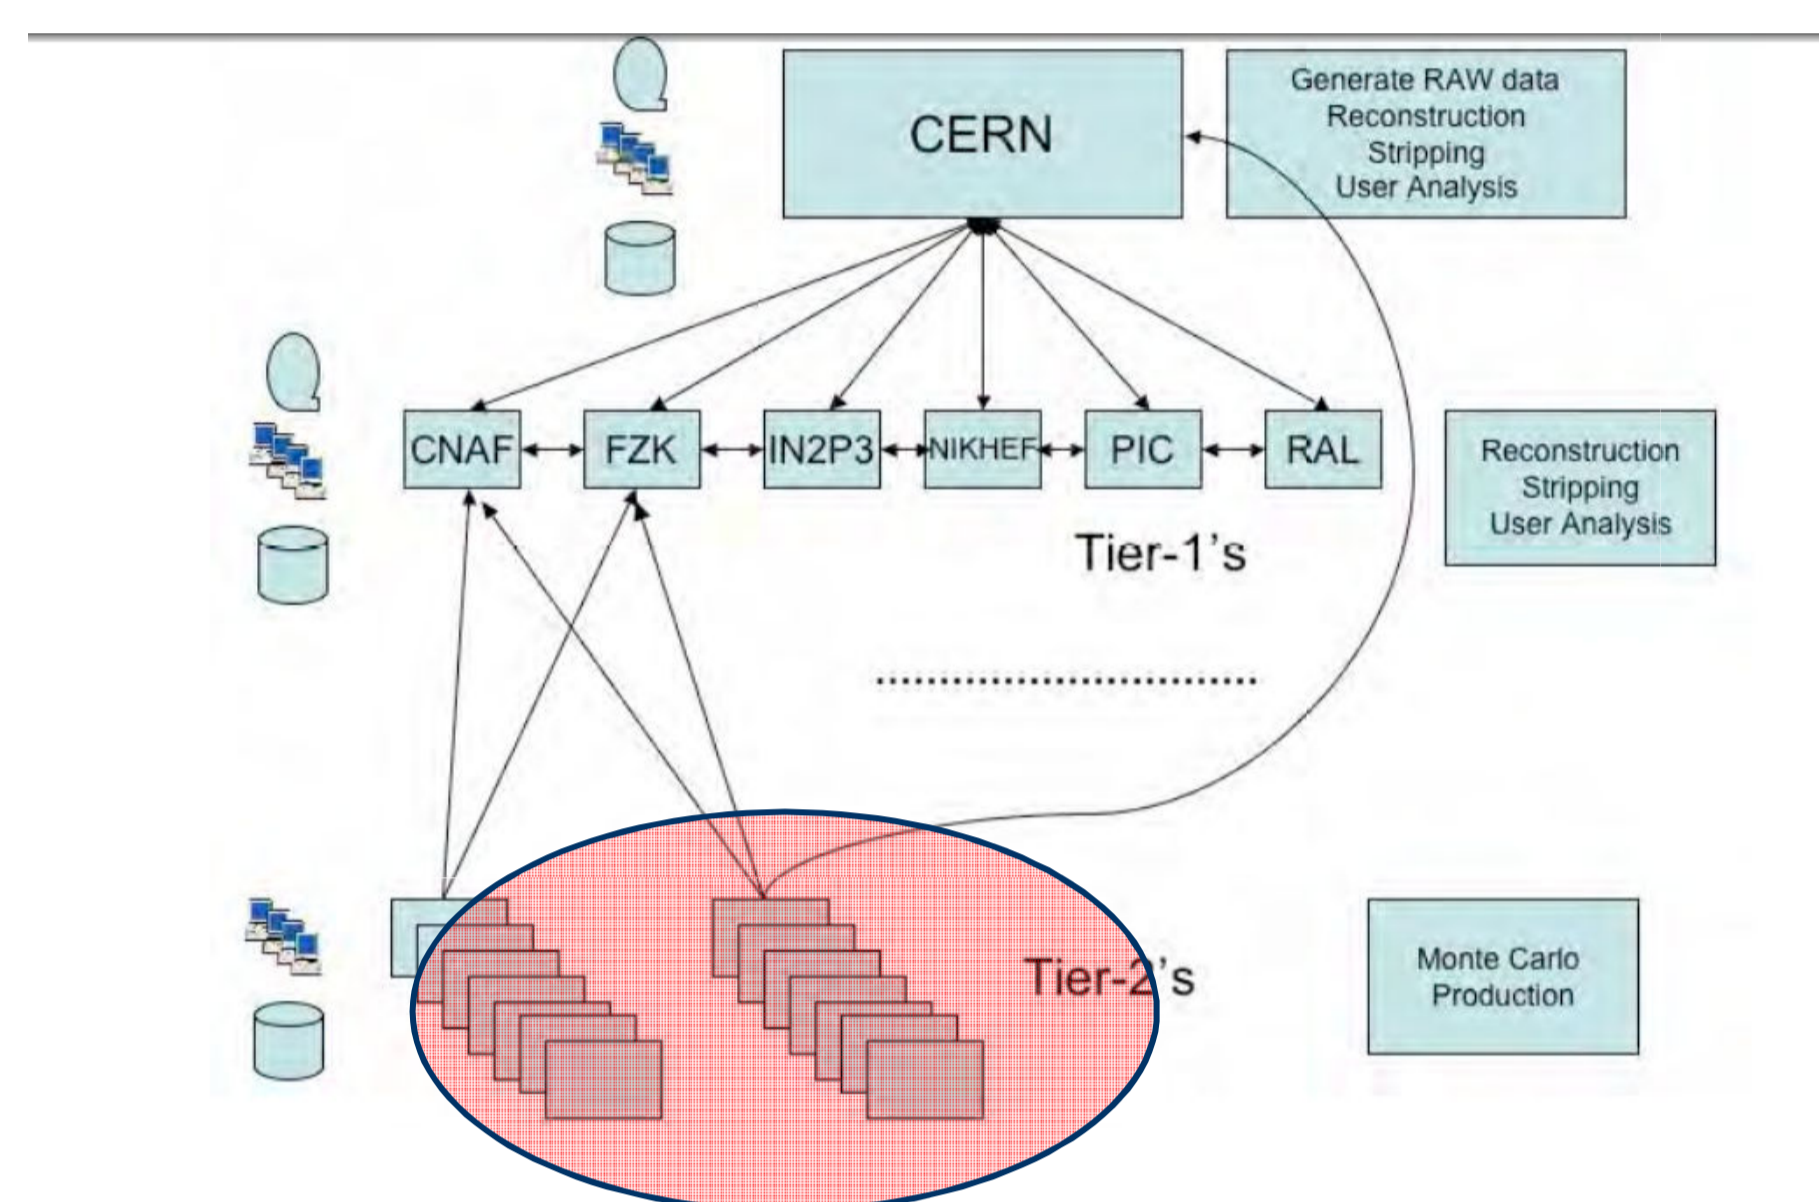 CERN
Generate RAW data
Reconstruction
Stripping
User Analysis
CNAF
FZK
IN2P3
NIKHEF
PIC
RAL
Reconstruction
Stripping
User Analysis
Tier-1's
Tier-2's
Monte Carlo
Production